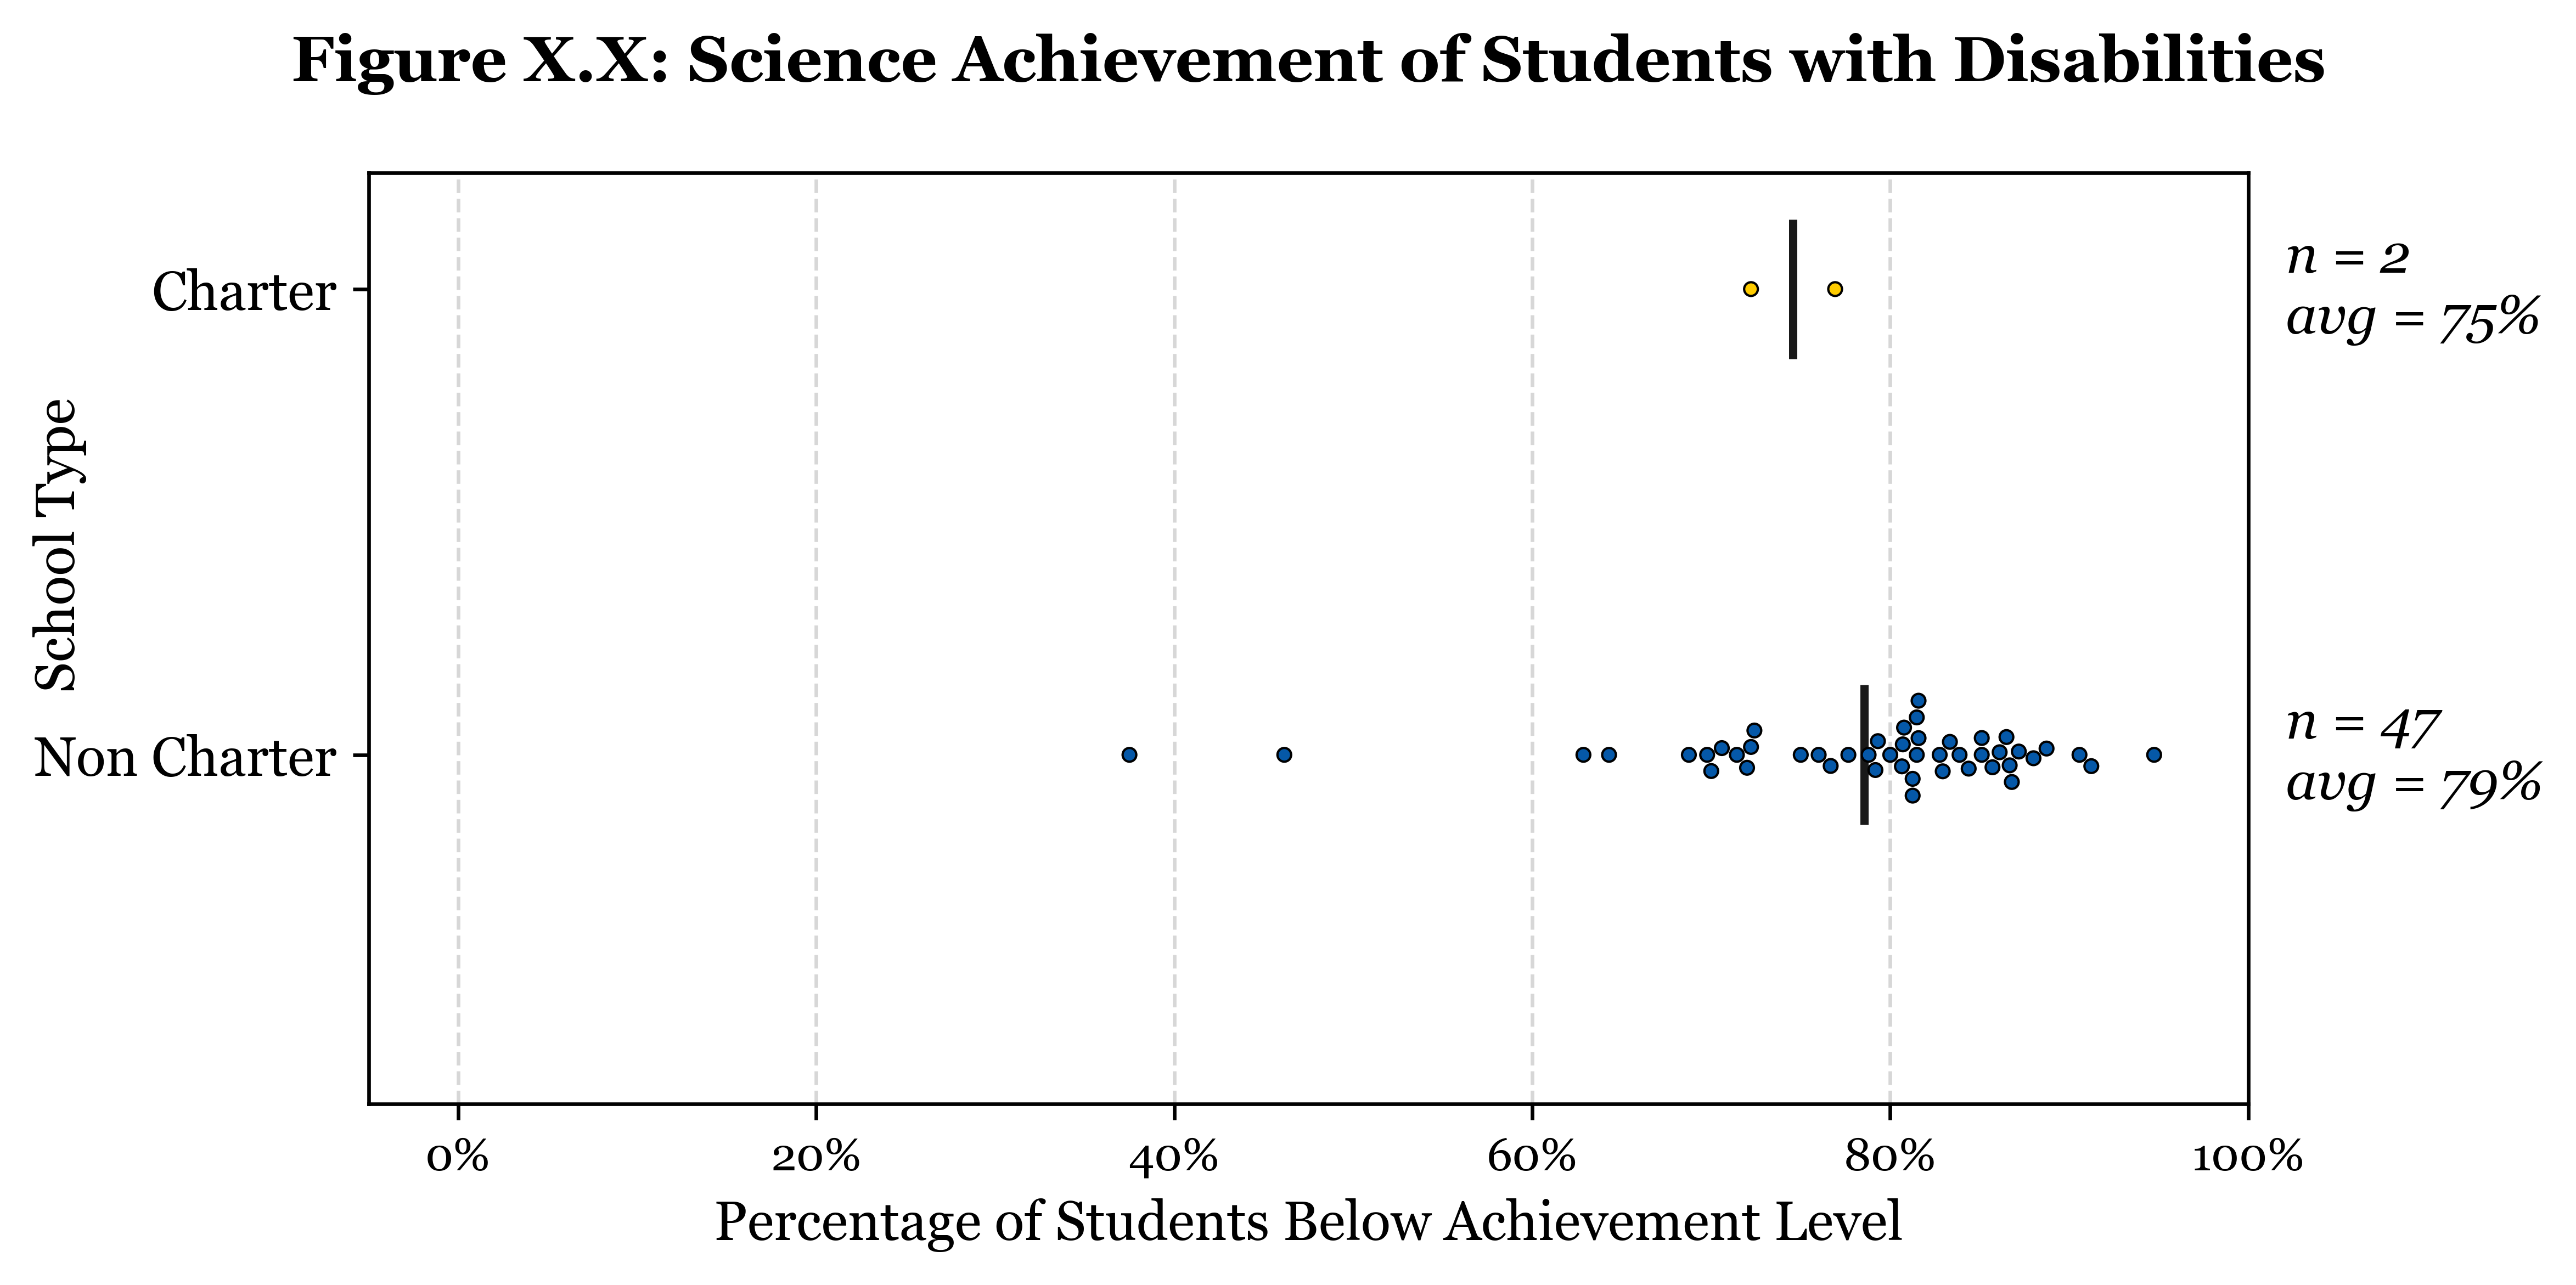 Figure X.X: Science Achievement of Students with Disabilities
School Type
Charter
n = 2
avg = 75%
Non Charter
n = 47
avg = 79%
0%
20%
40%
60%
80%
100%
Percentage of Students Below Achievement Level